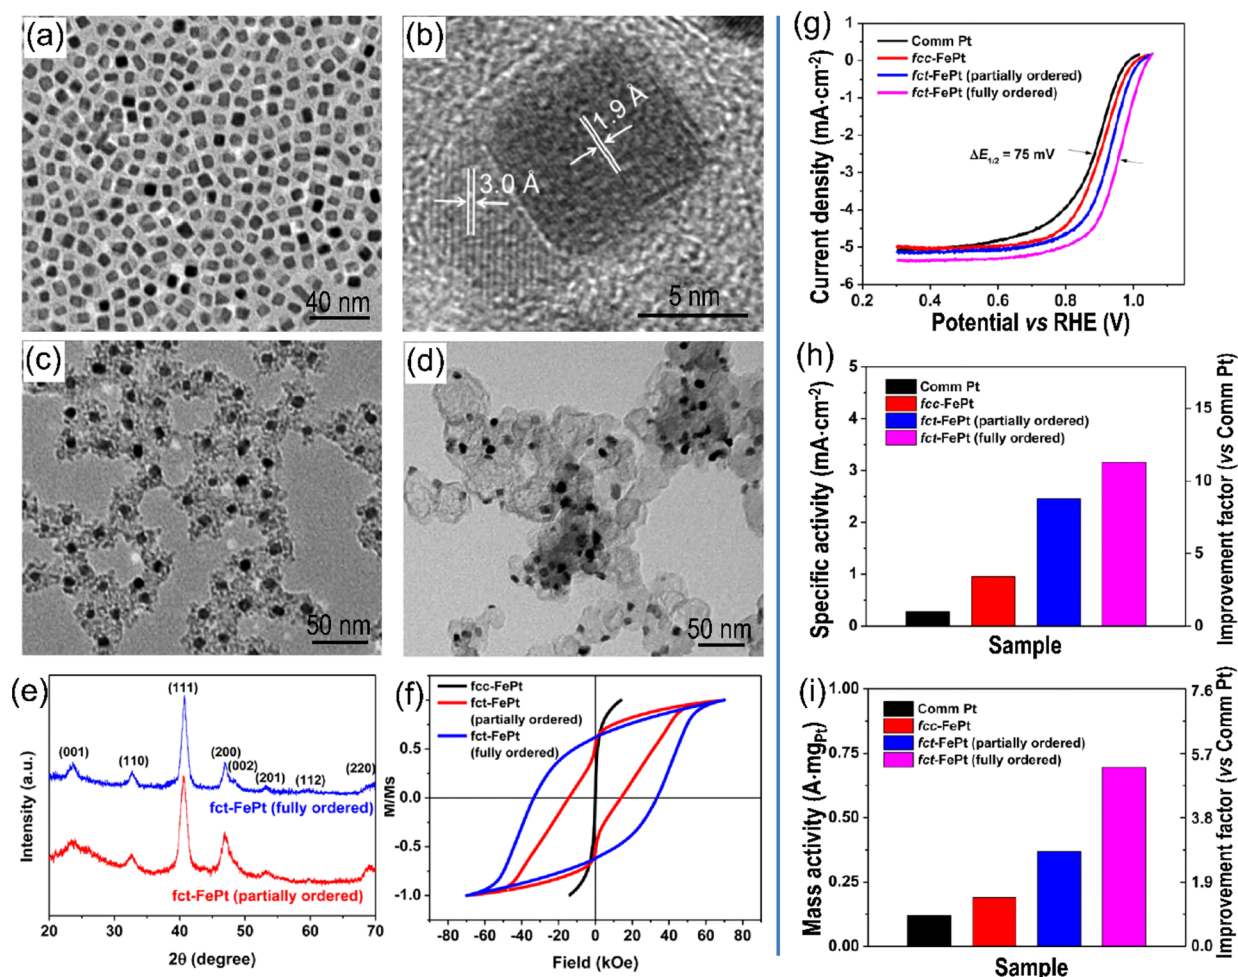 (a)
40 nm
(b)
1.9 Å
3.0 Å
5 nm
(c)
50 nm
(d)
50 nm
(e)
Intensity (a.u.)
(001)
(110)
(111)
(200)
(002)
(201)
(112)
(220)
fct-FePt (fully ordered)
fct-FePt (partially ordered)
20 30 40 50 60 70
2θ (degree)
(f)
M/Ms
fcc-FePt
fct-FePt
(partially ordered)
fct-FePt
(fully ordered)
0.5
0.0
-0.5
-1.0
-80 -60 -40 -20 0 20 40 60 80
Field (kOe)
(g)
Current density (mA·cm-2)
1
0
-1
-2
-3
-4
-5
-6
Comm Pt
fcc-FePt
fct-FePt (partially ordered)
fct-FePt (fully ordered)
ΔE1/2 = 75 mV
0.2 0.4 0.6 0.8 1.0
Potential vs RHE (V)
(h)
Specific activity (mA·cm-2)
5
4
3
2
1
0
Comm Pt
fcc-FePt
fct-FePt (partially ordered)
fct-FePt (fully ordered)
15
10
5
0
Improvement factor (vs Comm Pt)
Sample
(i)
Mass activity (A·mgPt)
1.00
0.75
0.50
0.25
0.00
Comm Pt
fcc-FePt
fct-FePt (partially ordered)
fct-FePt (fully ordered)
7.6
5.7
3.8
1.9
0.0
Improvement factor (vs Comm Pt)
Sample